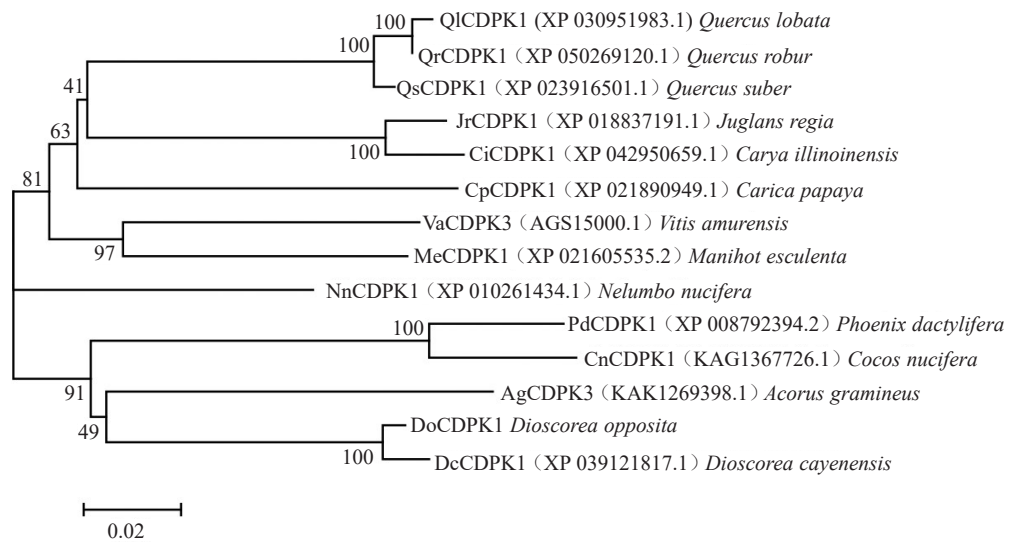 100
QlCDPK1 (XP 030951983.1) Quercus lobata
100
QrCDPK1（XP 050269120.1）Quercus robur
41
QsCDPK1（XP 023916501.1）Quercus suber
63
JrCDPK1（XP 018837191.1）Juglans regia
100
CiCDPK1（XP 042950659.1）Carya illinoinensis
81
CpCDPK1（XP 021890949.1）Carica papaya
VaCDPK3（AGS15000.1）Vitis amurensis
97
MeCDPK1（XP 021605535.2）Manihot esculenta
NnCDPK1（XP 010261434.1）Nelumbo nucifera
100
PdCDPK1（XP 008792394.2）Phoenix dactylifera
CnCDPK1（KAG1367726.1）Cocos nucifera
91
AgCDPK3（KAK1269398.1）Acorus gramineus
49
DoCDPK1 Dioscorea opposita
100
DcCDPK1（XP 039121817.1）Dioscorea cayenensis
0.02